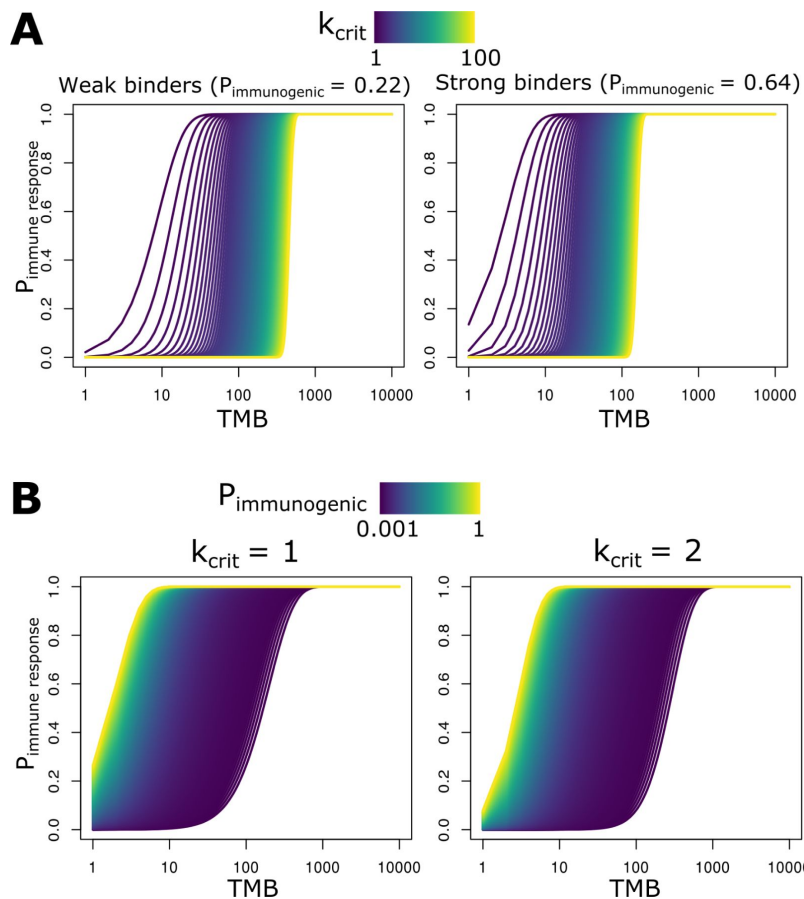 A
k_crit
1 100
Weak binders (P_immunogenic = 0.22)
Strong binders (P_immunogenic = 0.64)
P_immune response
0.0 0.2 0.4 0.6 0.8 1.0
1 10 100 1000 10000
TMB
0.0 0.2 0.4 0.6 0.8 1.0
1 10 100 1000 10000
TMB
B
P_immunogenic
0.001 1
k_crit = 1
k_crit = 2
P_immune response
0.0 0.2 0.4 0.6 0.8 1.0
1 10 100 1000 10000
TMB
0.0 0.2 0.4 0.6 0.8 1.0
1 10 100 1000 10000
TMB